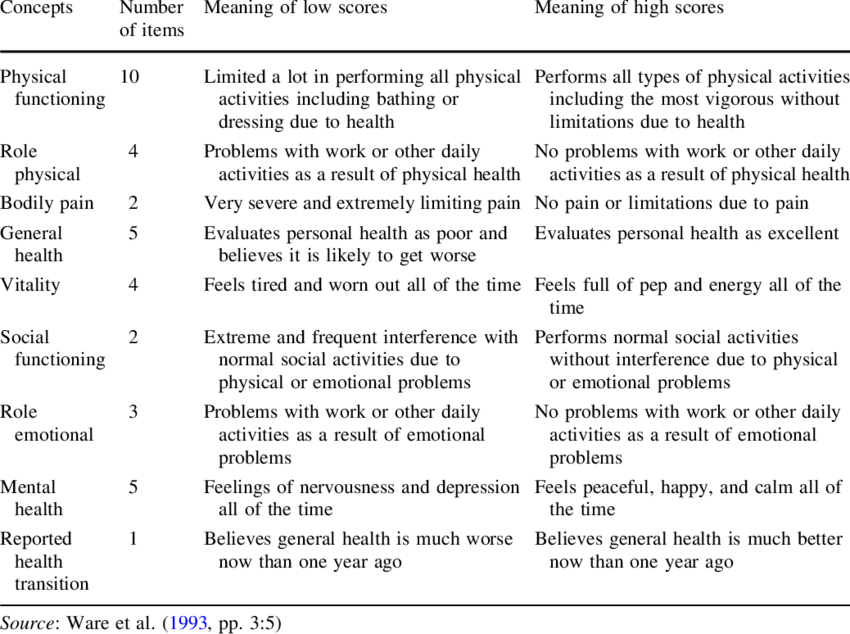 Concepts Number Meaning of low scores Meaning of high scores
of items
Physical 10 Limited a lot in performing all physical Performs all types of physical activities
functioning activities including bathing or including the most vigorous without
dressing due to health limitations due to health
Role 4 Problems with work or other daily No problems with work or other daily
physical activities as a result of physical health activities as a result of physical health
Bodily pain 2 Very severe and extremely limiting pain No pain or limitations due to pain
General 5 Evaluates personal health as poor and Evaluates personal health as excellent
health believes it is likely to get worse
Vitality 4 Feels tired and worn out all of the time Feels full of pep and energy all of the
time
Social 2 Extreme and frequent interference with Performs normal social activities
functioning normal social activities due to without interference due to physical
physical or emotional problems or emotional problems
Role 3 Problems with work or other daily No problems with work or other daily
emotional activities as a result of emotional activities as a result of emotional
problems problems
Mental 5 Feelings of nervousness and depression Feels peaceful, happy, and calm all of
health all of the time the time
Reported 1 Believes general health is much worse Believes general health is much better
health now than one year ago now than one year ago
transition
Source: Ware et al. (1993, pp. 3:5)